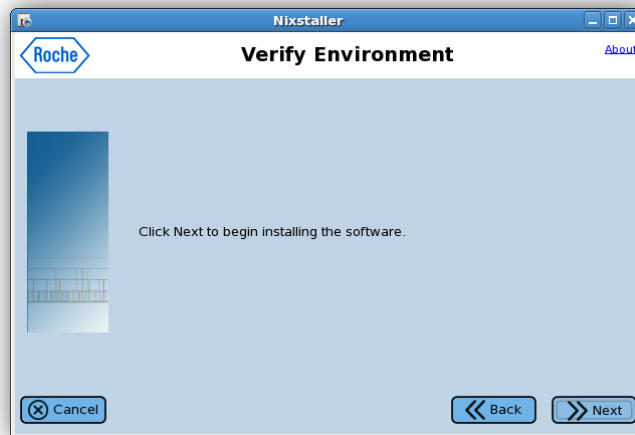 Nixstaller
Roche
Verify Environment
About
Click Next to begin installing the software.
Cancel
Back
Next